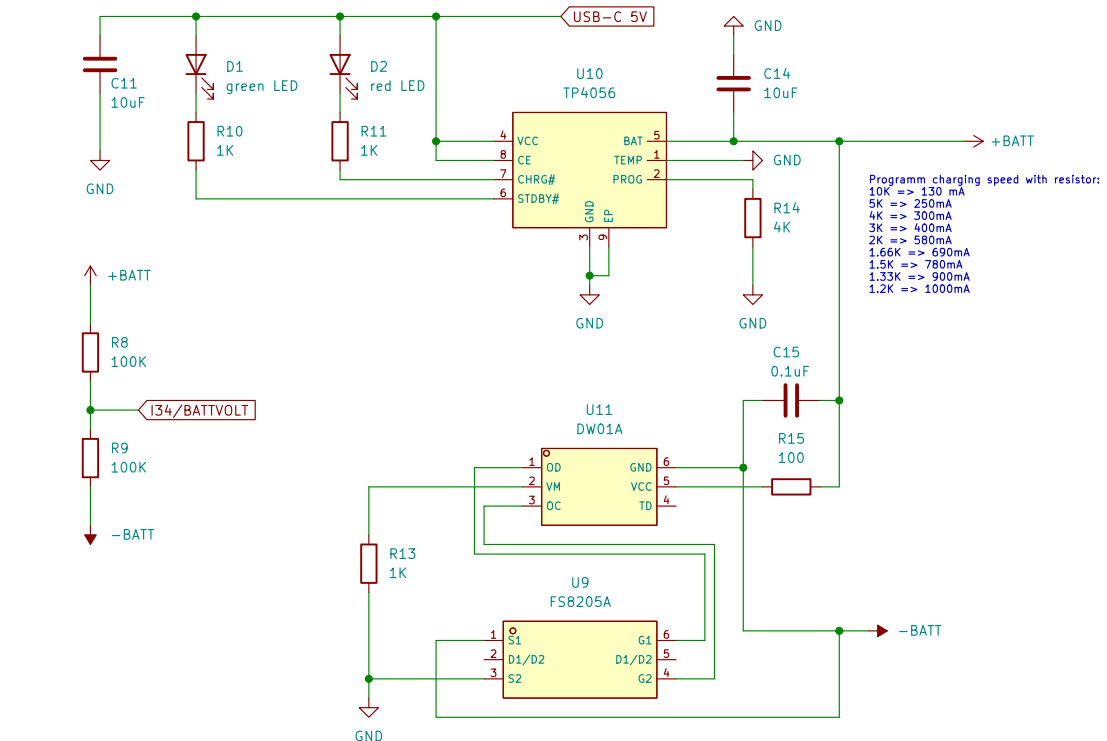 USB-C 5V
GND
D1
green LED
D2
red LED
C11
10uF
U10
TP4056
C14
10uF
R10
1K
R11
1K
4
VCC
8
CE
7
CHRG#
6
STDBY#
BAT
5
TEMP
1
PROG
2
GND
3
EP
9
+BATT
GND
GND
Programm charging speed with resistor:
10K => 130 mA
5K => 250mA
4K => 300mA
3K => 400mA
2K => 580mA
1.66K => 690mA
1.5K => 780mA
1.33K => 900mA
1.2K => 1000mA
R14
4K
GND
GND
+BATT
R8
100K
I34/BATTVOLT
R9
100K
-BATT
C15
0.1uF
R15
100
U11
DW01A
1
OD
2
VM
3
OC
GND
6
VCC
5
TD
4
R13
1K
U9
FS8205A
1
S1
2
D1/D2
3
S2
G1
6
D1/D2
5
G2
4
-BATT
GND